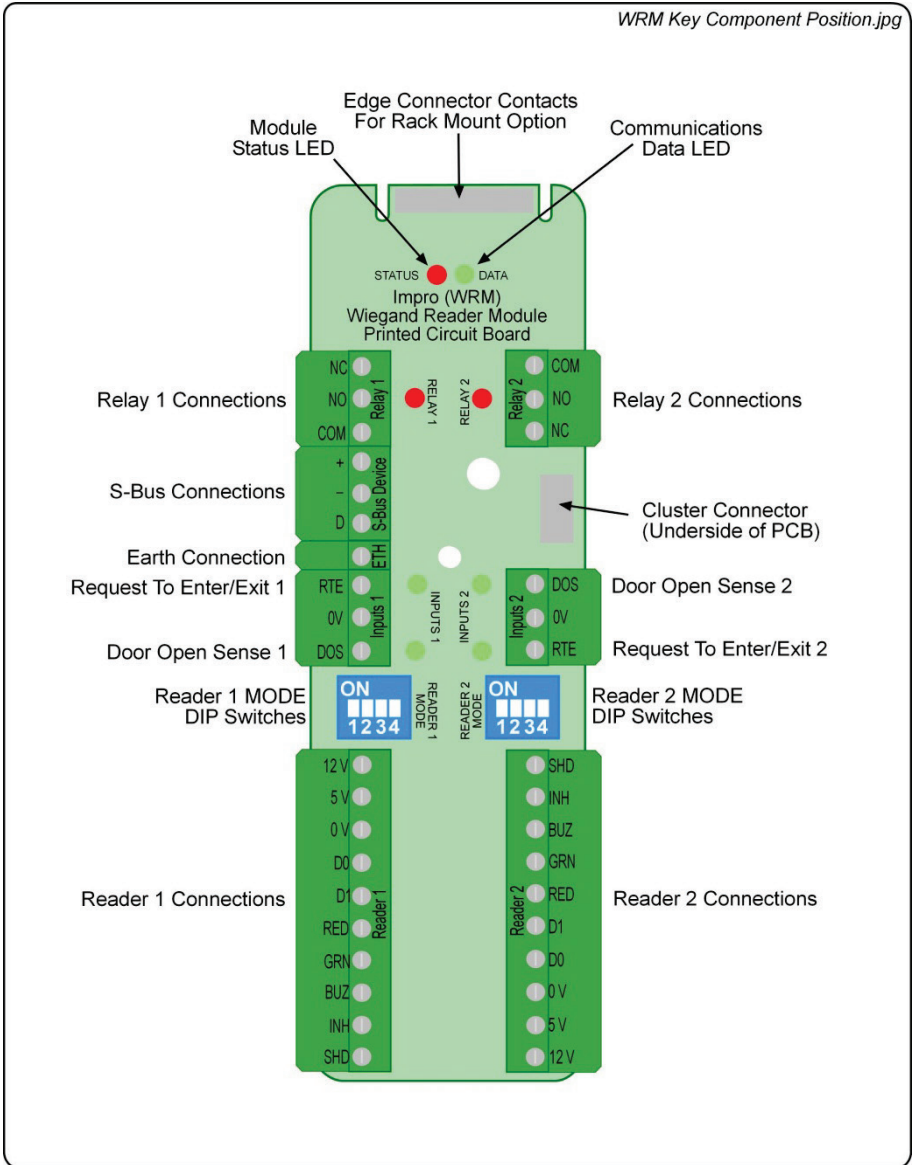 WRM Key Component Position.jpg
Edge Connector Contacts
For Rack Mount Option
Module
Status LED
Communications
Data LED
STATUS
DATA
Impro (WRM)
Wiegand Reader Module
Printed Circuit Board
Relay 1 Connections
NC
NO
COM
Relay 1
RELAY 1
RELAY 2
Relay 2
COM
NO
NC
Relay 2 Connections
S-Bus Connections
+
–
D
S-Bus Device
Cluster Connector
(Underside of PCB)
Earth Connection
ETH
Request To Enter/Exit 1
Door Open Sense 1
RTE
0V
DOS
Inputs 1
INPUTS 1
INPUTS 2
Inputs 2
DOS
0V
RTE
Door Open Sense 2
Request To Enter/Exit 2
Reader 1 MODE
DIP Switches
ON
1234
READER 1
MODE
READER 2
MODE
ON
1234
Reader 2 MODE
DIP Switches
Reader 1 Connections
12 V
5 V
0 V
D0
D1
RED
GRN
BUZ
INH
SHD
Reader 1
Reader 2
SHD
INH
BUZ
GRN
RED
D1
D0
0 V
5 V
12 V
Reader 2 Connections